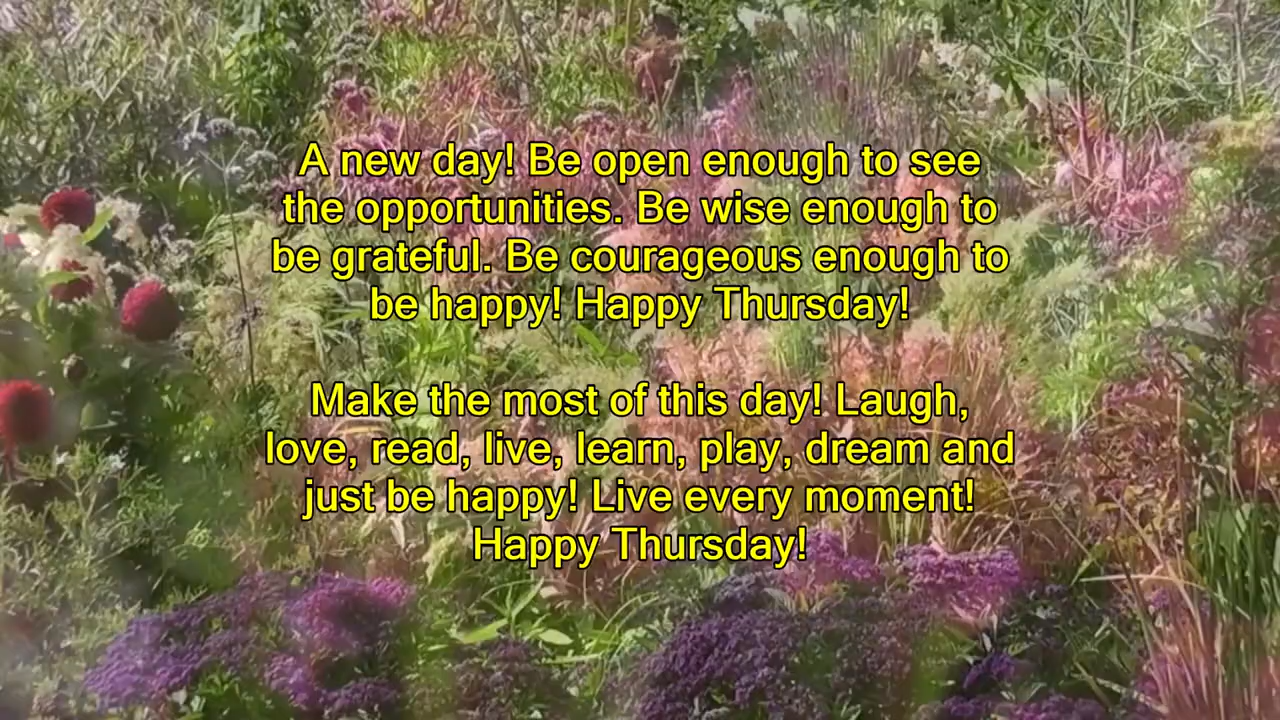 A new day! Be open enough to see
the opportunities. Be wise enough to
be grateful. Be courageous enough to
be happy! Happy Thursday!
Make the most of this day! Laugh,
love, read, live, learn, play, dream and
just be happy! Live every moment!
Happy Thursday!